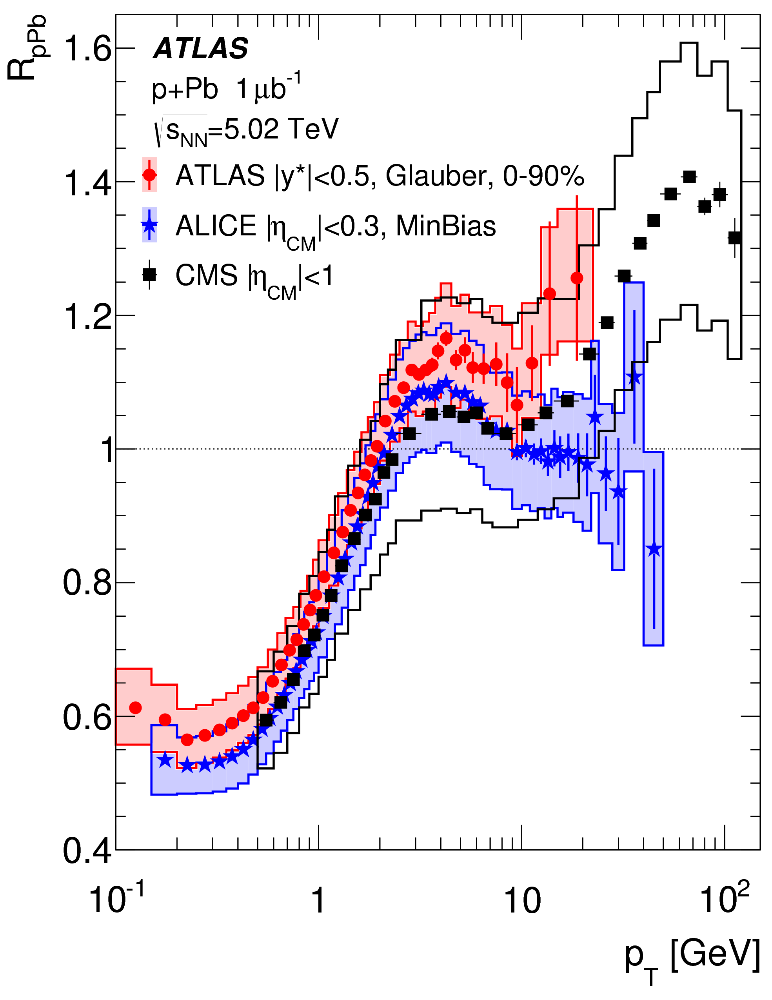 R_pPb
1.6
1.4
1.2
1
0.8
0.6
0.4
ATLAS
p+Pb 1 μb⁻¹
√s_NN=5.02 TeV
ATLAS |y*|<0.5, Glauber, 0-90%
ALICE |η_CM|<0.3, MinBias
CMS |η_CM|<1
10⁻¹ 1 10 10²
p_T [GeV]